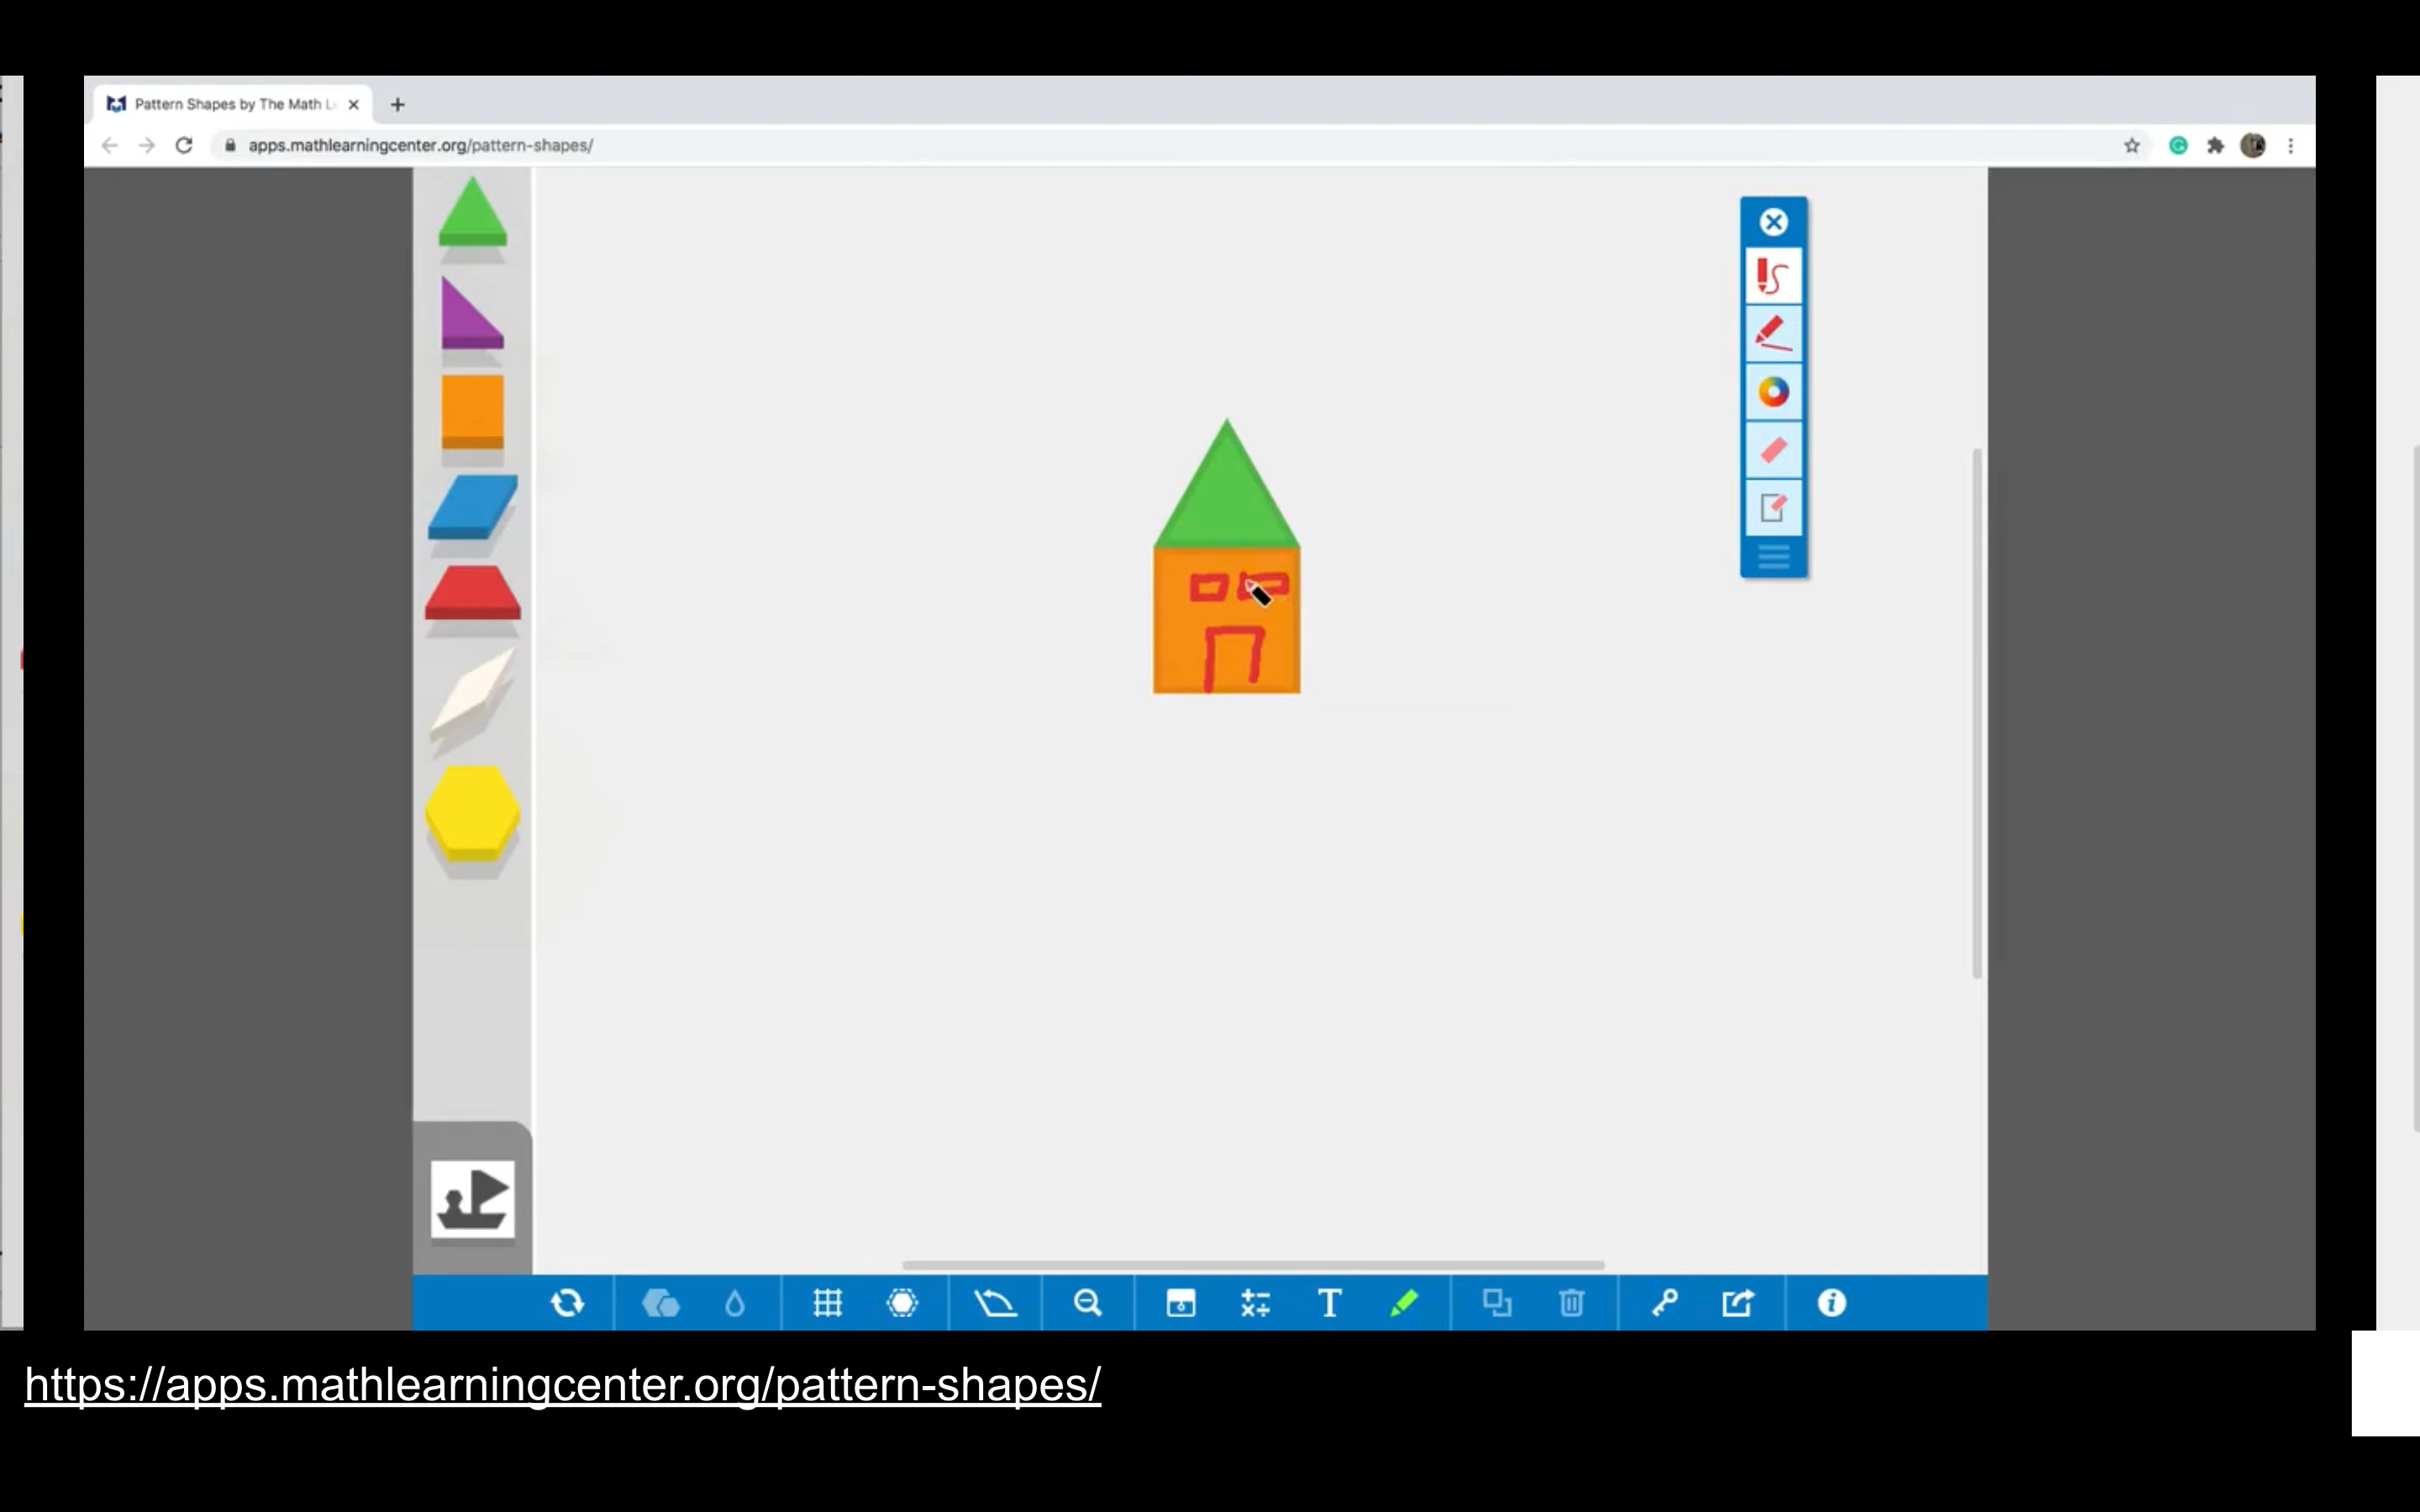 Pattern Shapes by The Math L
apps.mathlearningcenter.org/pattern-shapes/
T
https://apps.mathlearningcenter.org/pattern-shapes/